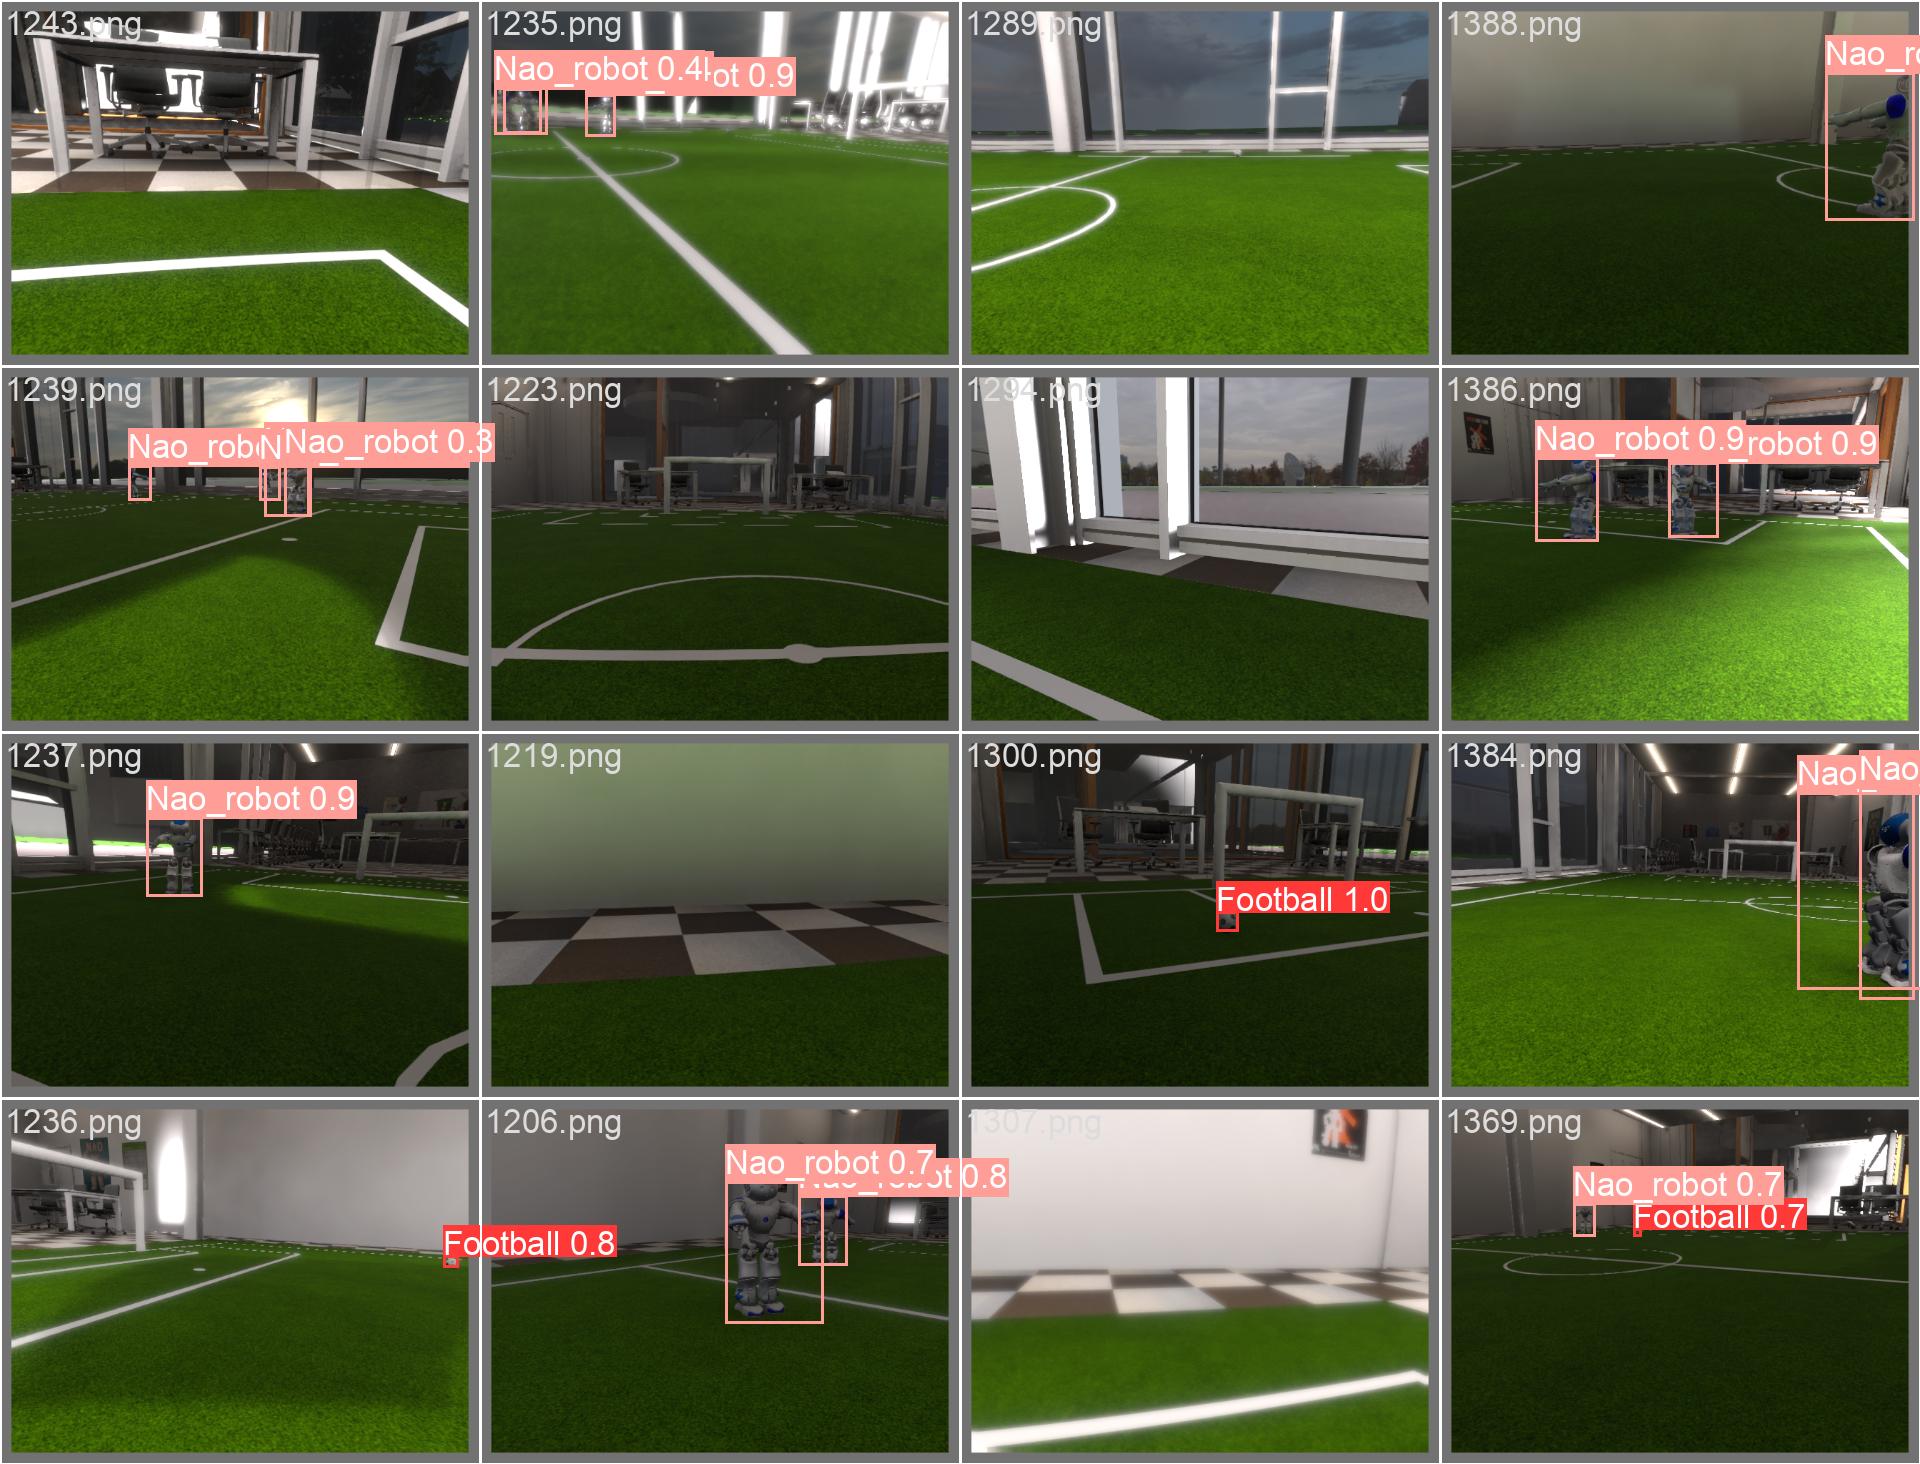 1243.png
1235.png
Nao_robot 0.4
ot 0.9
1289.png
1388.png
Nao_ro
1239.png
Nao_robo
N
Nao_robot 0.3
1223.png
1294.png
1386.png
Nao_robot 0.9
robot 0.9
1237.png
Nao_robot 0.9
1219.png
1300.png
Football 1.0
1384.png
Nao
Nao
1236.png
Football 0.8
1206.png
Nao_robot 0.7
0.8
1307.png
1369.png
Nao_robot 0.7
Football 0.7